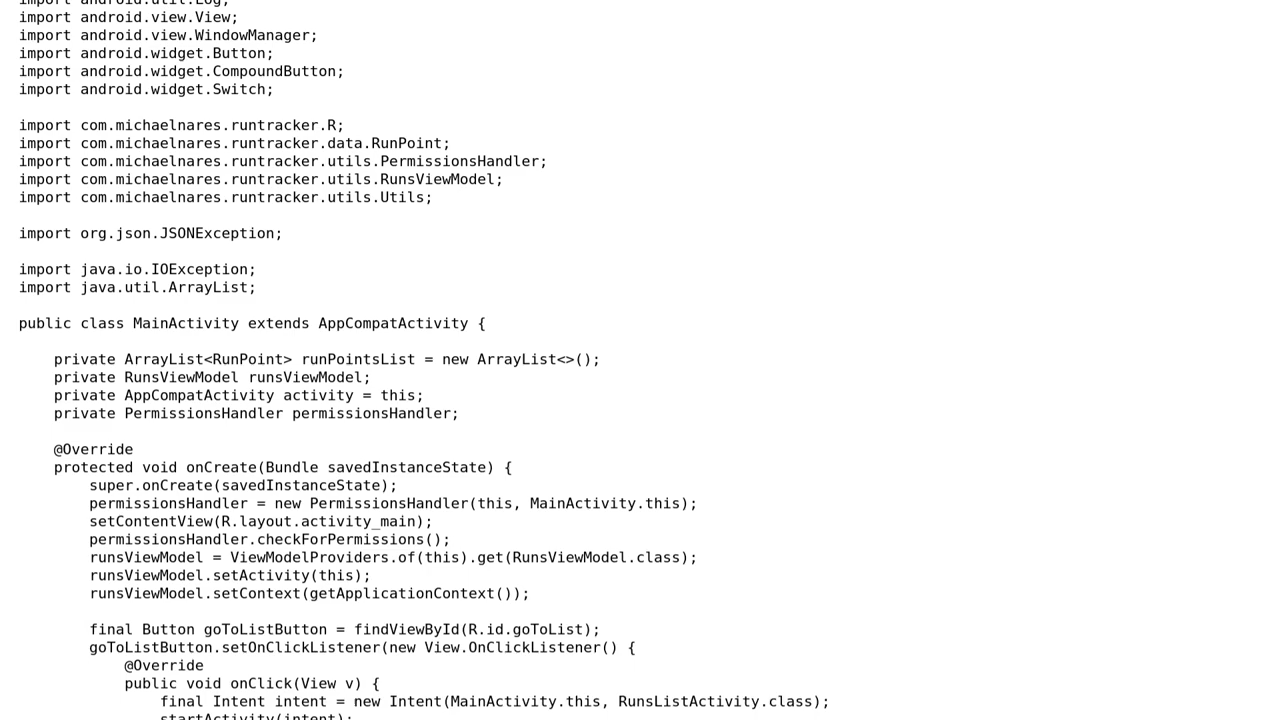 import android.util.Log;
import android.view.View;
import android.view.WindowManager;
import android.widget.Button;
import android.widget.CompoundButton;
import android.widget.Switch;

import com.michaelnares.runtracker.R;
import com.michaelnares.runtracker.data.RunPoint;
import com.michaelnares.runtracker.utils.PermissionsHandler;
import com.michaelnares.runtracker.utils.RunsViewModel;
import com.michaelnares.runtracker.utils.Utils;

import org.json.JSONException;

import java.io.IOException;
import java.util.ArrayList;

public class MainActivity extends AppCompatActivity {

    private ArrayList<RunPoint> runPointsList = new ArrayList<>();
    private RunsViewModel runsViewModel;
    private AppCompatActivity activity = this;
    private PermissionsHandler permissionsHandler;

    @Override
    protected void onCreate(Bundle savedInstanceState) {
        super.onCreate(savedInstanceState);
        permissionsHandler = new PermissionsHandler(this, MainActivity.this);
        setContentView(R.layout.activity_main);
        permissionsHandler.checkForPermissions();
        runsViewModel = ViewModelProviders.of(this).get(RunsViewModel.class);
        runsViewModel.setActivity(this);
        runsViewModel.setContext(getApplicationContext());

        final Button goToListButton = findViewById(R.id.goToList);
        goToListButton.setOnClickListener(new View.OnClickListener() {
            @Override
            public void onClick(View v) {
                final Intent intent = new Intent(MainActivity.this, RunsListActivity.class);
                startActivity(intent);